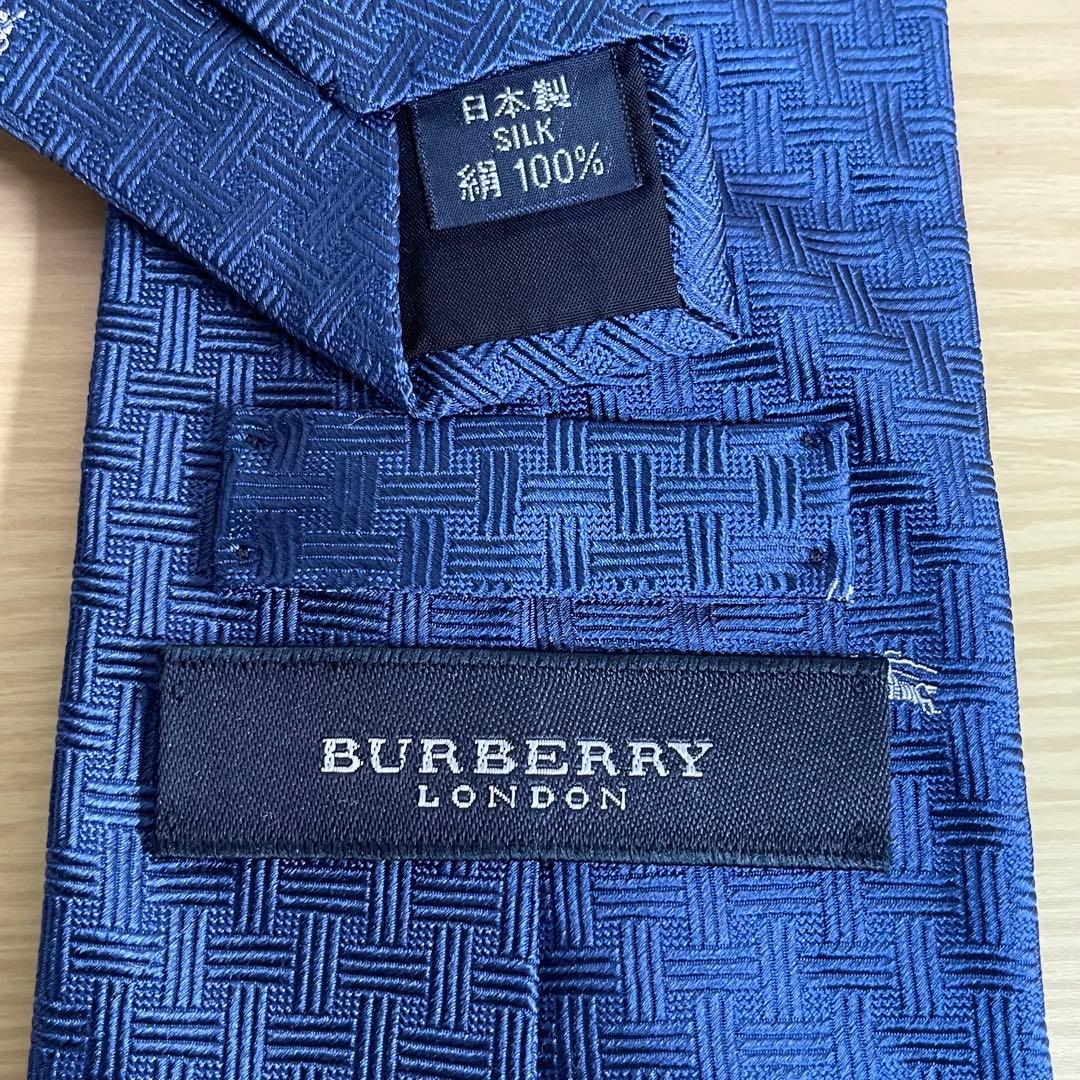 日本製
SILK
絹 100%
BURBERRY
LONDON